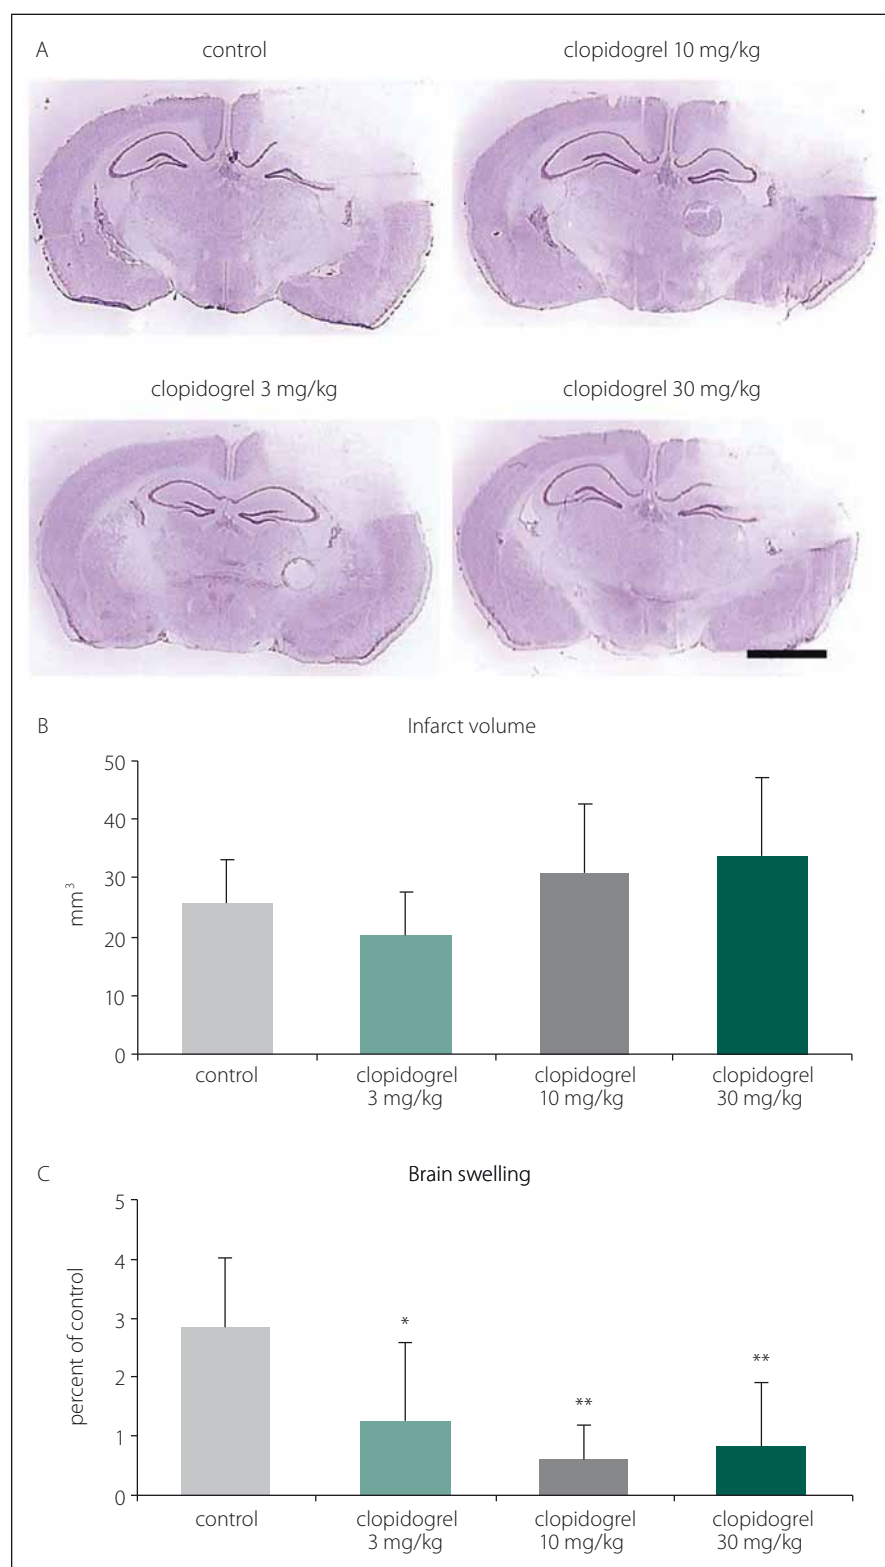 A
control
clopidogrel 10 mg/kg
clopidogrel 3 mg/kg
clopidogrel 30 mg/kg
B
Infarct volume
50
40
30
20
10
0
mm³
control
clopidogrel
3 mg/kg
clopidogrel
10 mg/kg
clopidogrel
30 mg/kg
C
Brain swelling
5
4
3
2
1
0
percent of control
*
**
**
control
clopidogrel
3 mg/kg
clopidogrel
10 mg/kg
clopidogrel
30 mg/kg